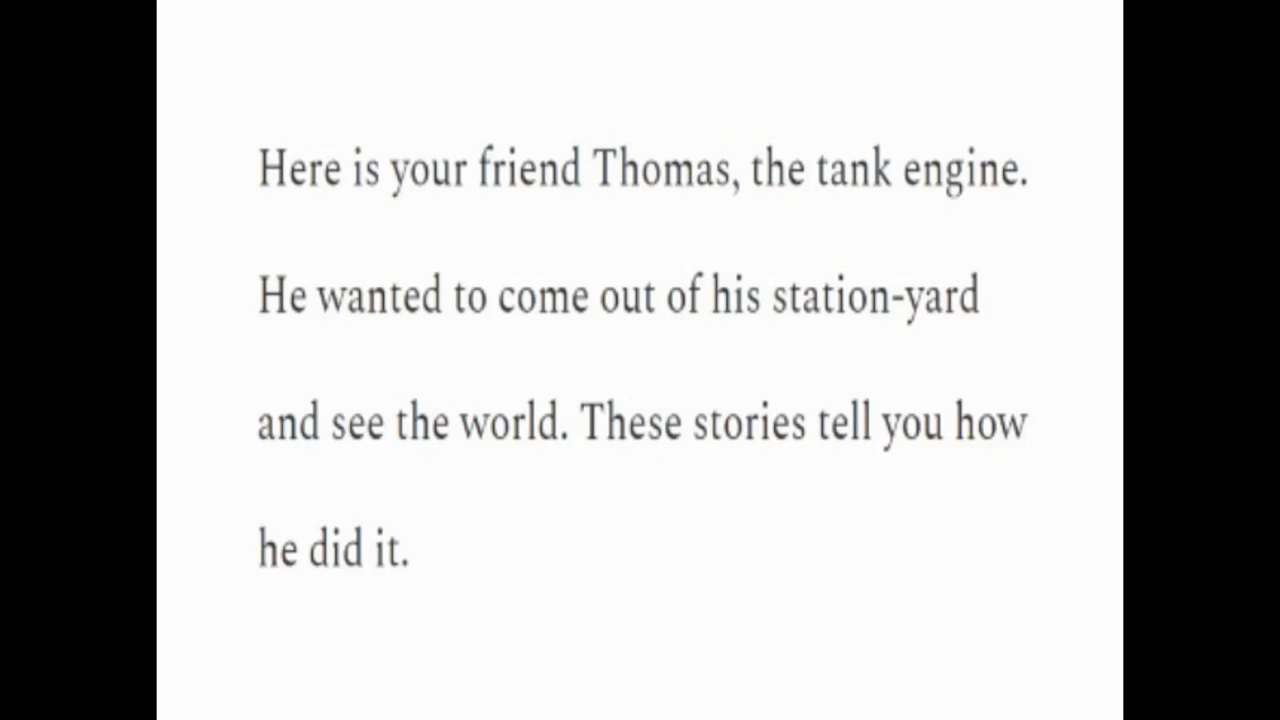 Here is your friend Thomas, the tank engine.
He wanted to come out of his station-yard
and see the world. These stories tell you how
he did it.